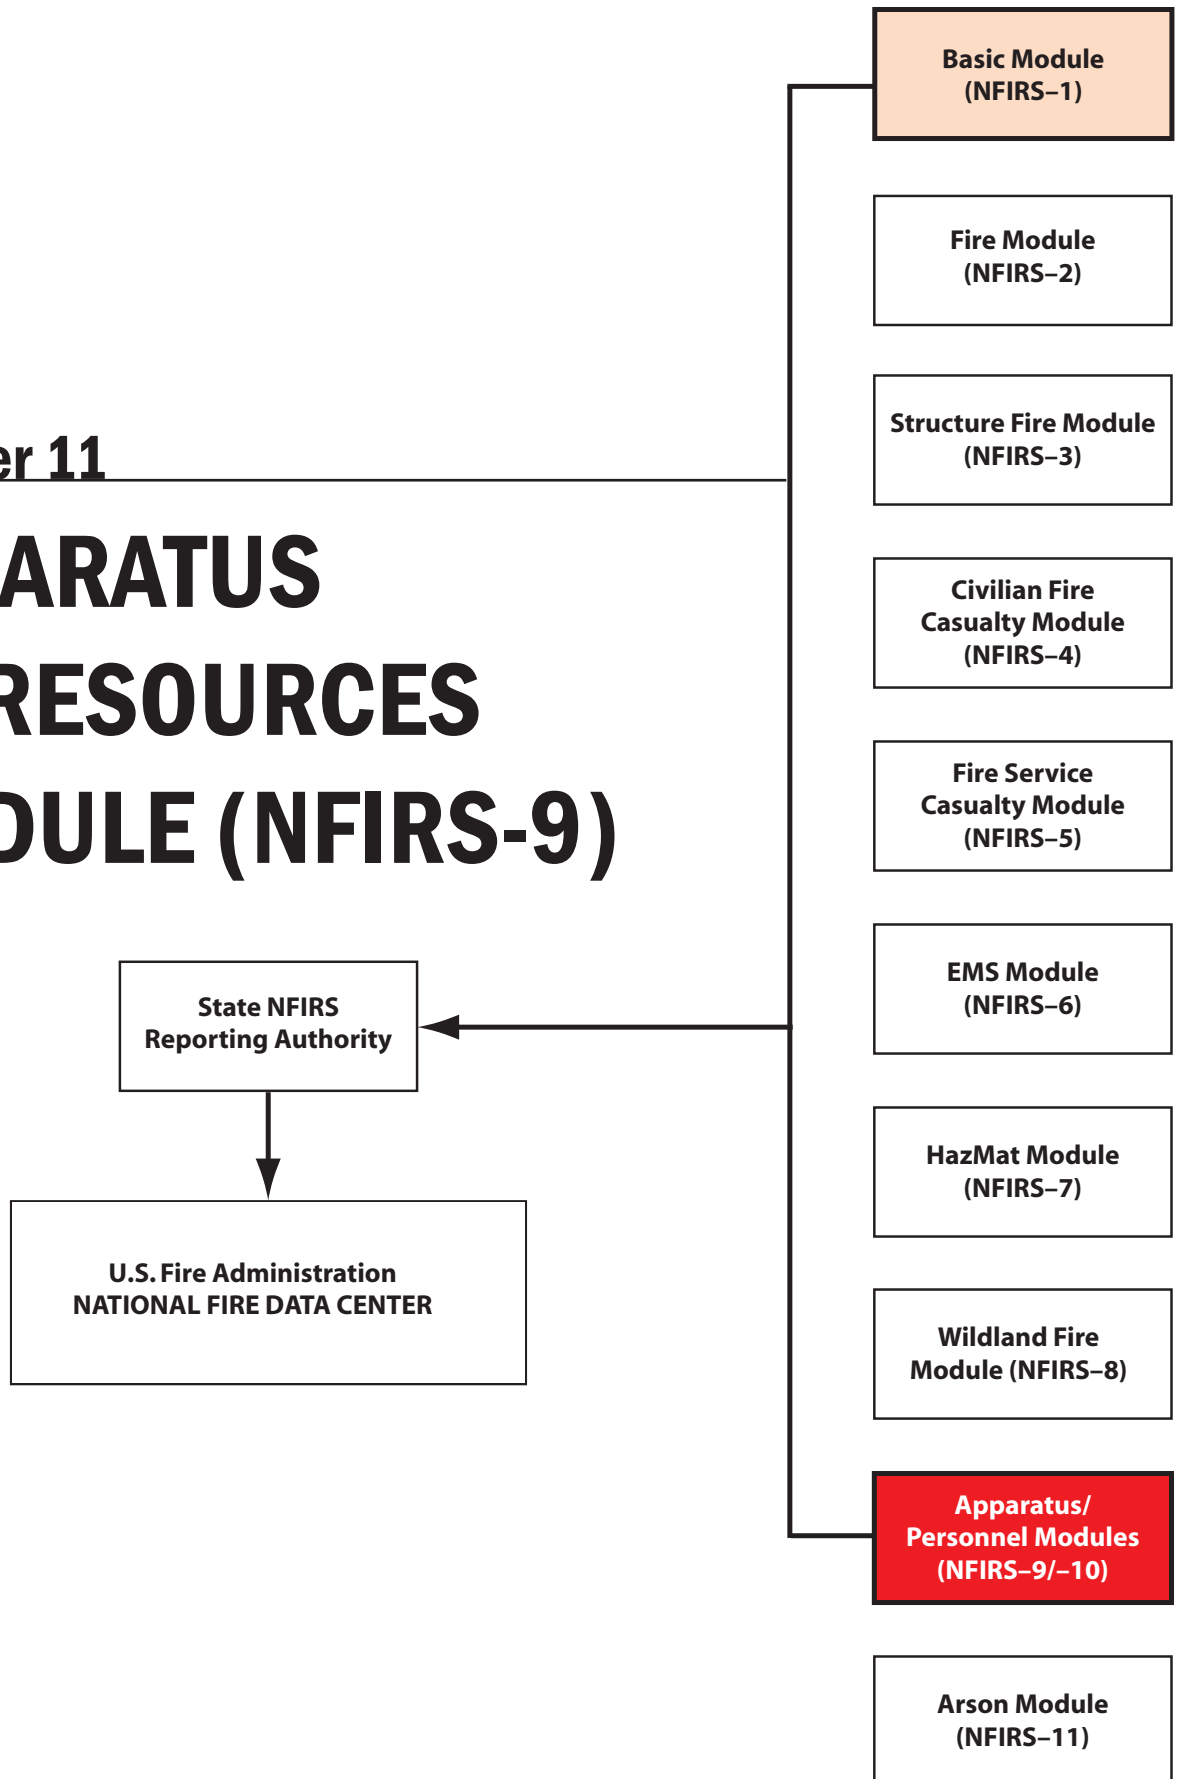 er 11
ARATUS
RESOURCES
DULE (NFIRS-9)
State NFIRS
Reporting Authority
U.S. Fire Administration
NATIONAL FIRE DATA CENTER
Basic Module
(NFIRS–1)
Fire Module
(NFIRS–2)
Structure Fire Module
(NFIRS–3)
Civilian Fire
Casualty Module
(NFIRS–4)
Fire Service
Casualty Module
(NFIRS–5)
EMS Module
(NFIRS–6)
HazMat Module
(NFIRS–7)
Wildland Fire
Module (NFIRS–8)
Apparatus/
Personnel Modules
(NFIRS–9/–10)
Arson Module
(NFIRS–11)